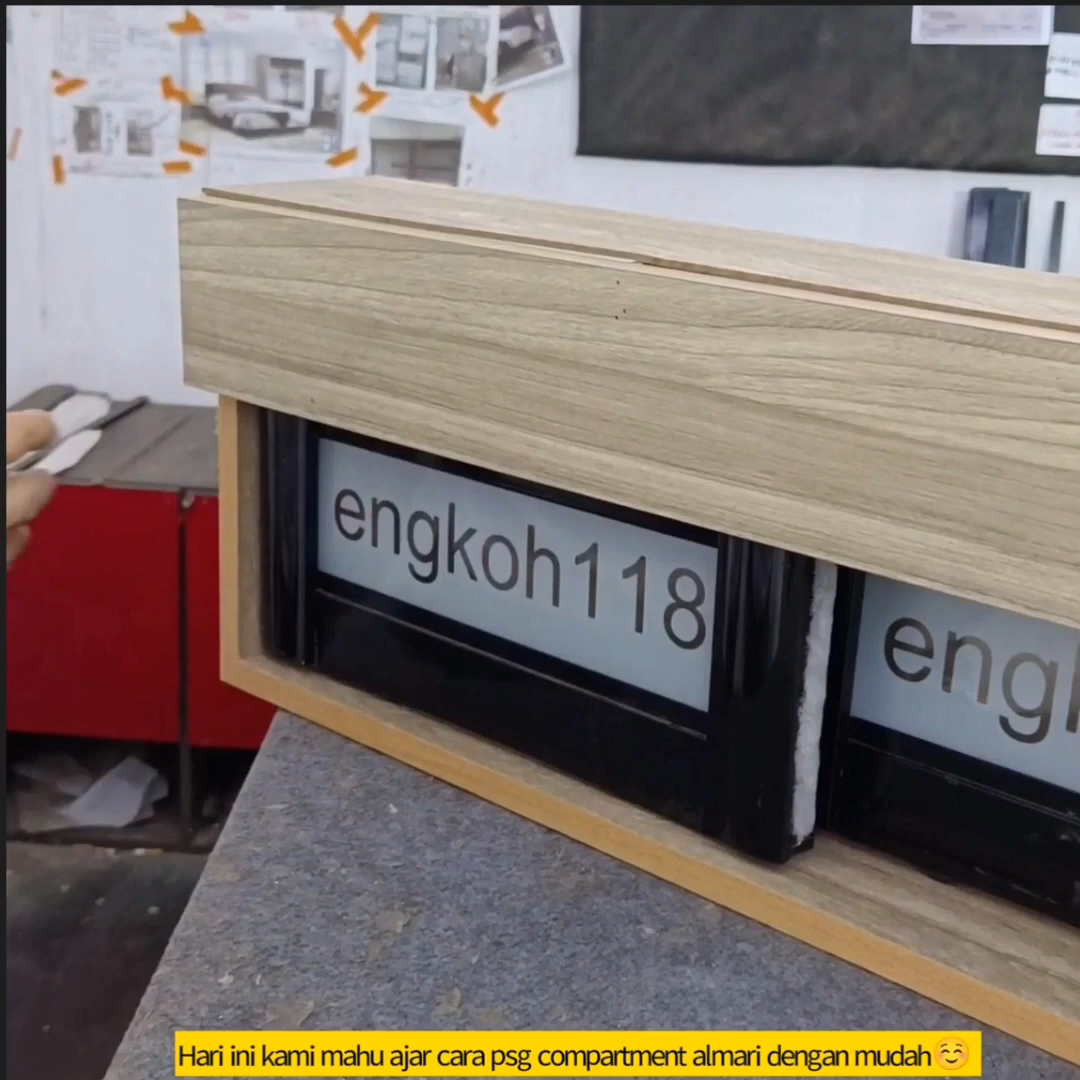 engkoh118
engk
Hari ini kami mahu ajar cara psg compartment almari dengan mudah☺️